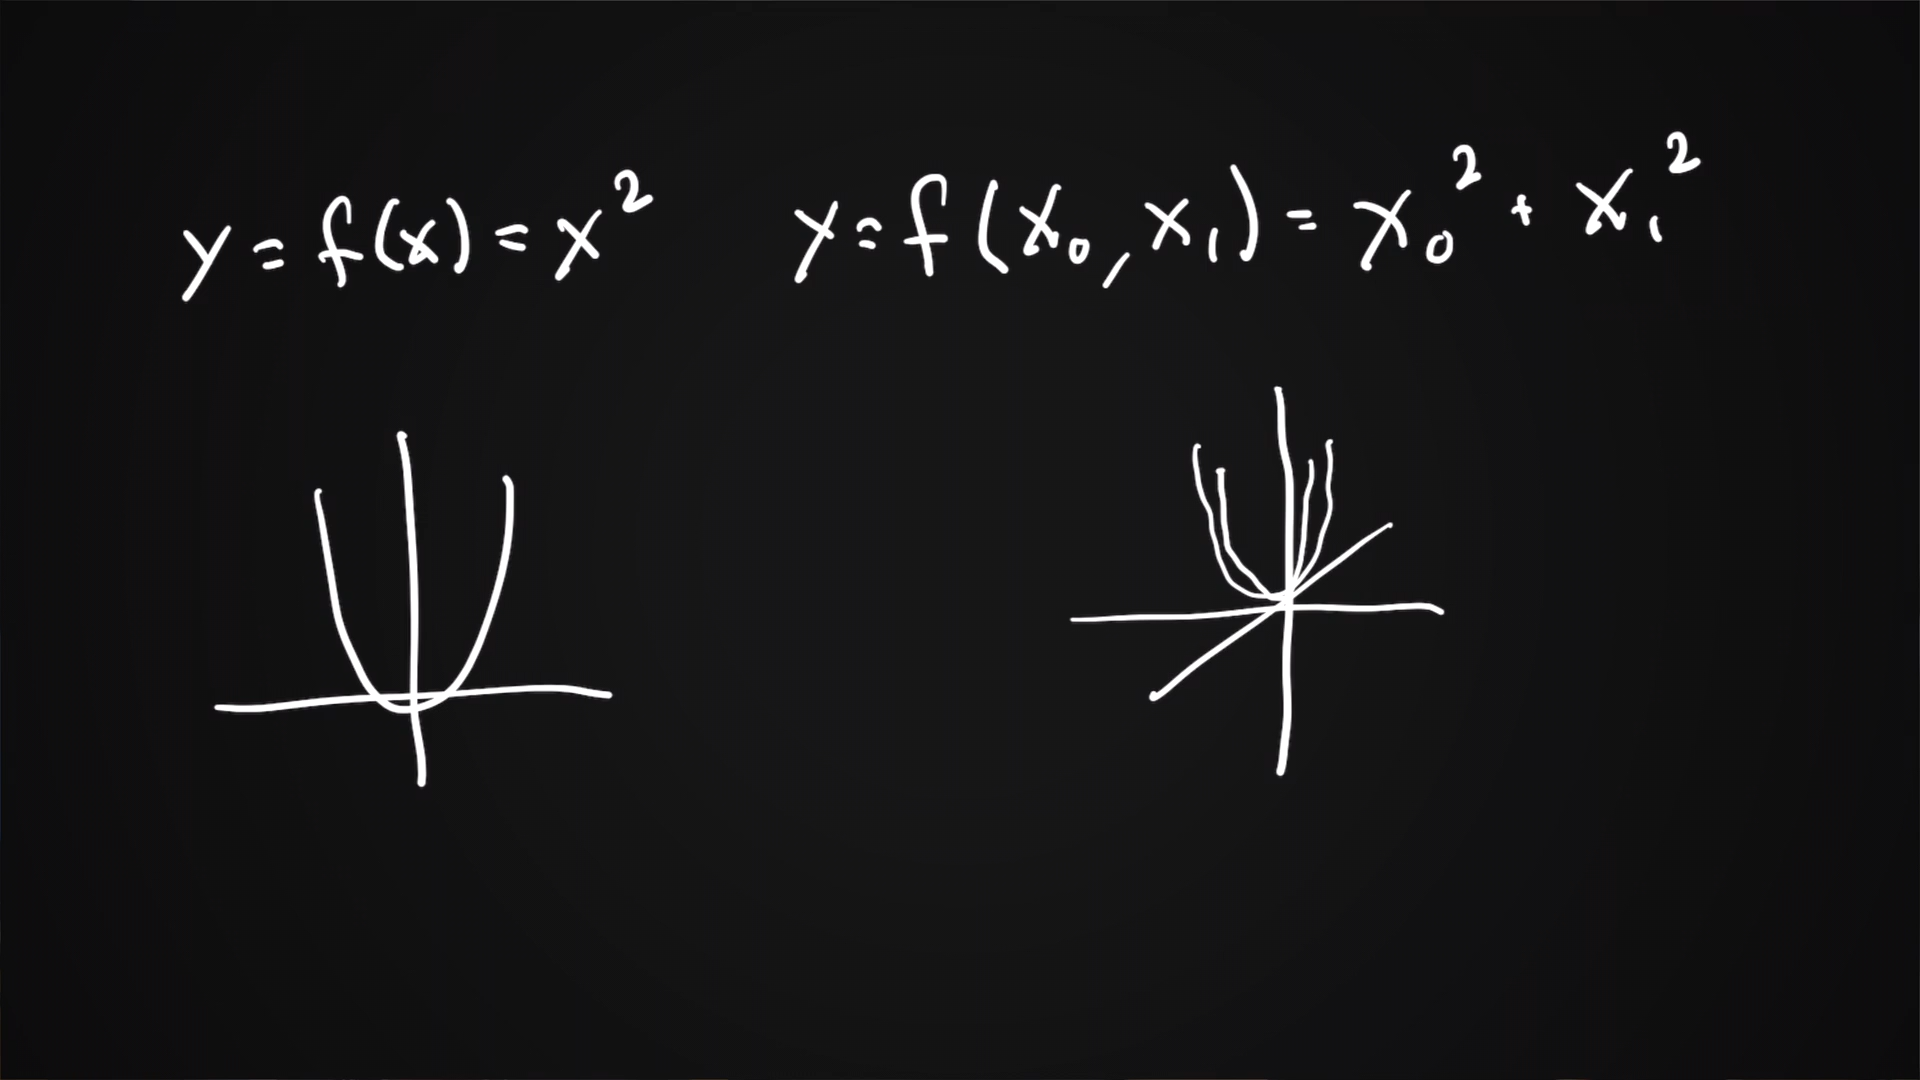 y = f(x) = x²
y = f(x₀, x₁) = x₀² + x₁²